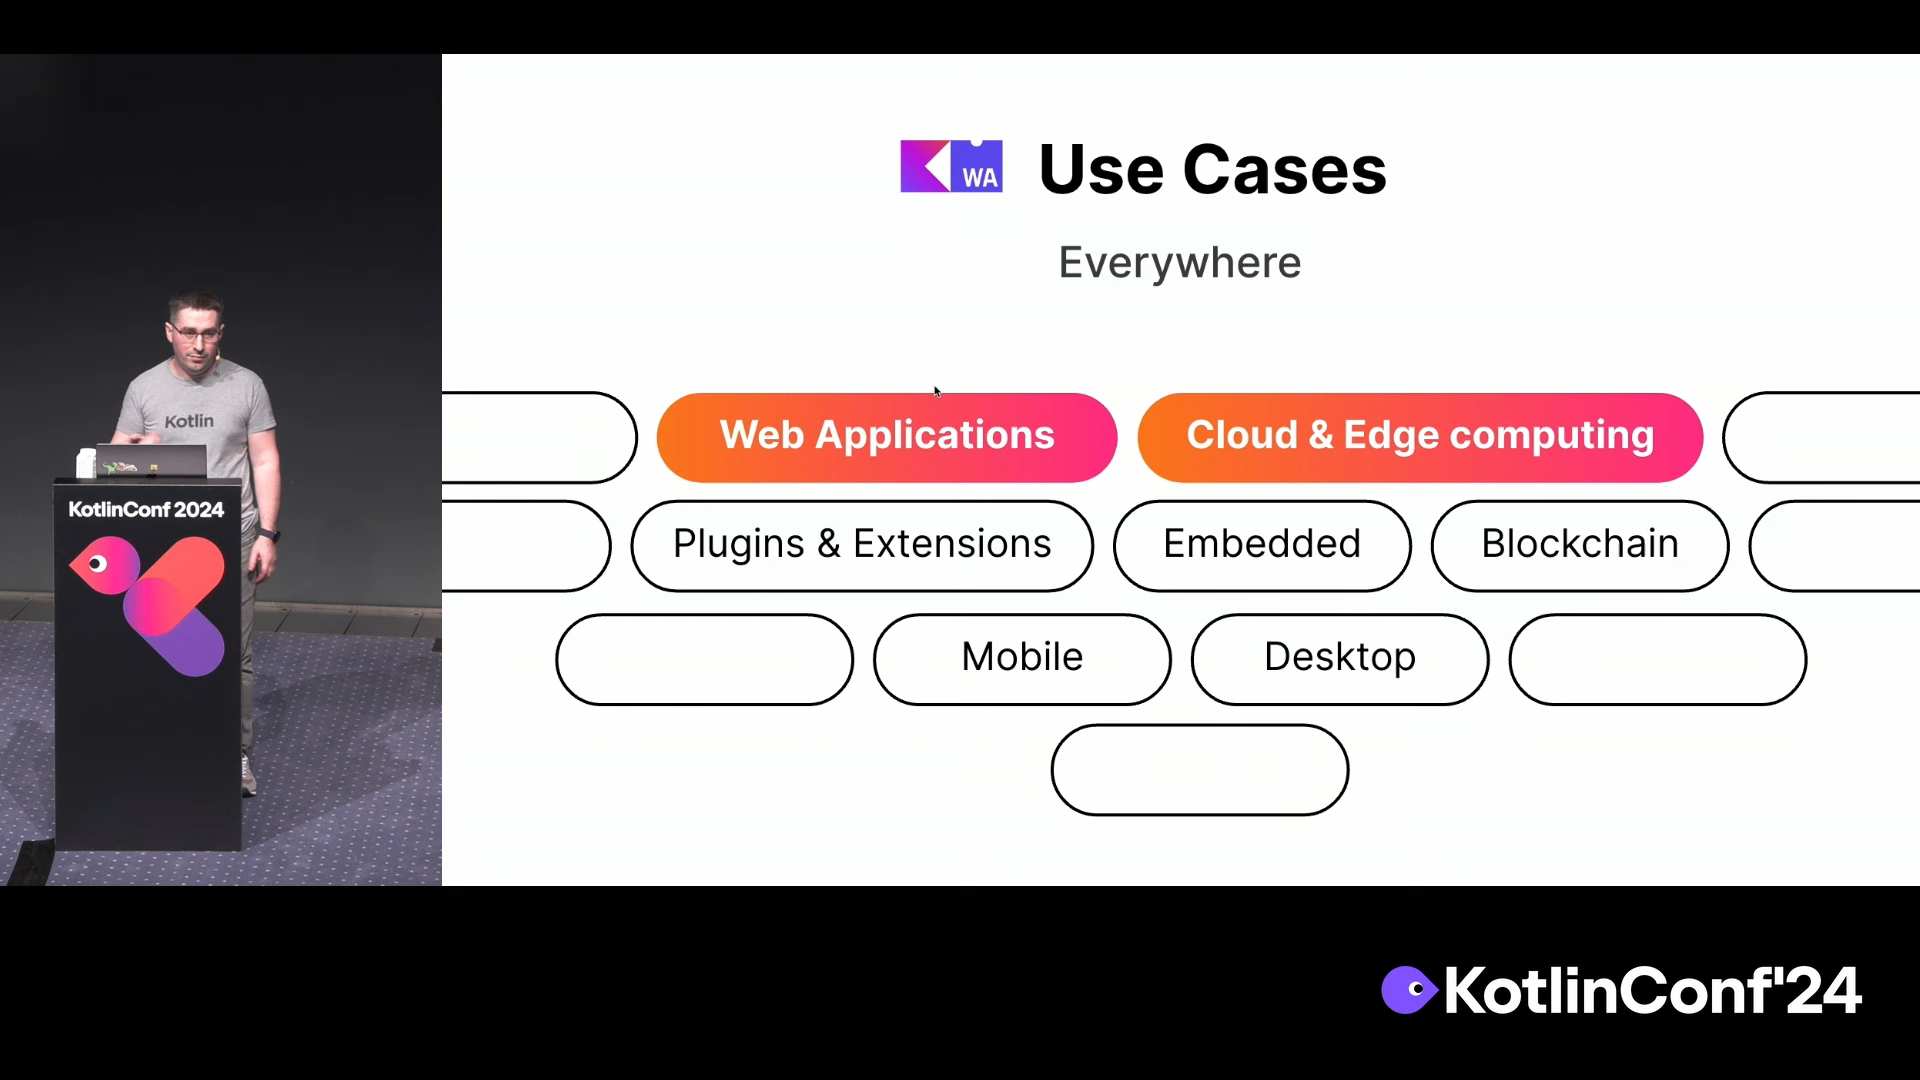 WA Use Cases
Everywhere
Web Applications
Cloud & Edge computing
Plugins & Extensions
Embedded
Blockchain
Mobile
Desktop
Kotlin
KotlinConf 2024
KotlinConf'24